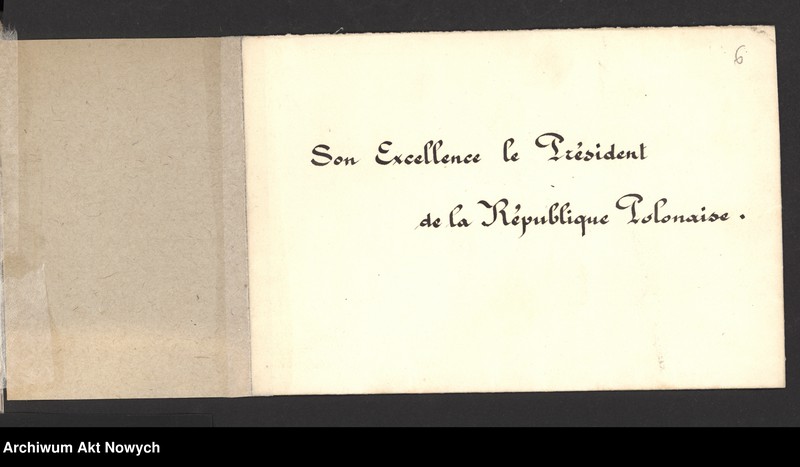 6
Son Excellence le Président
de la République Polonaise.
Archiwum Akt Nowych